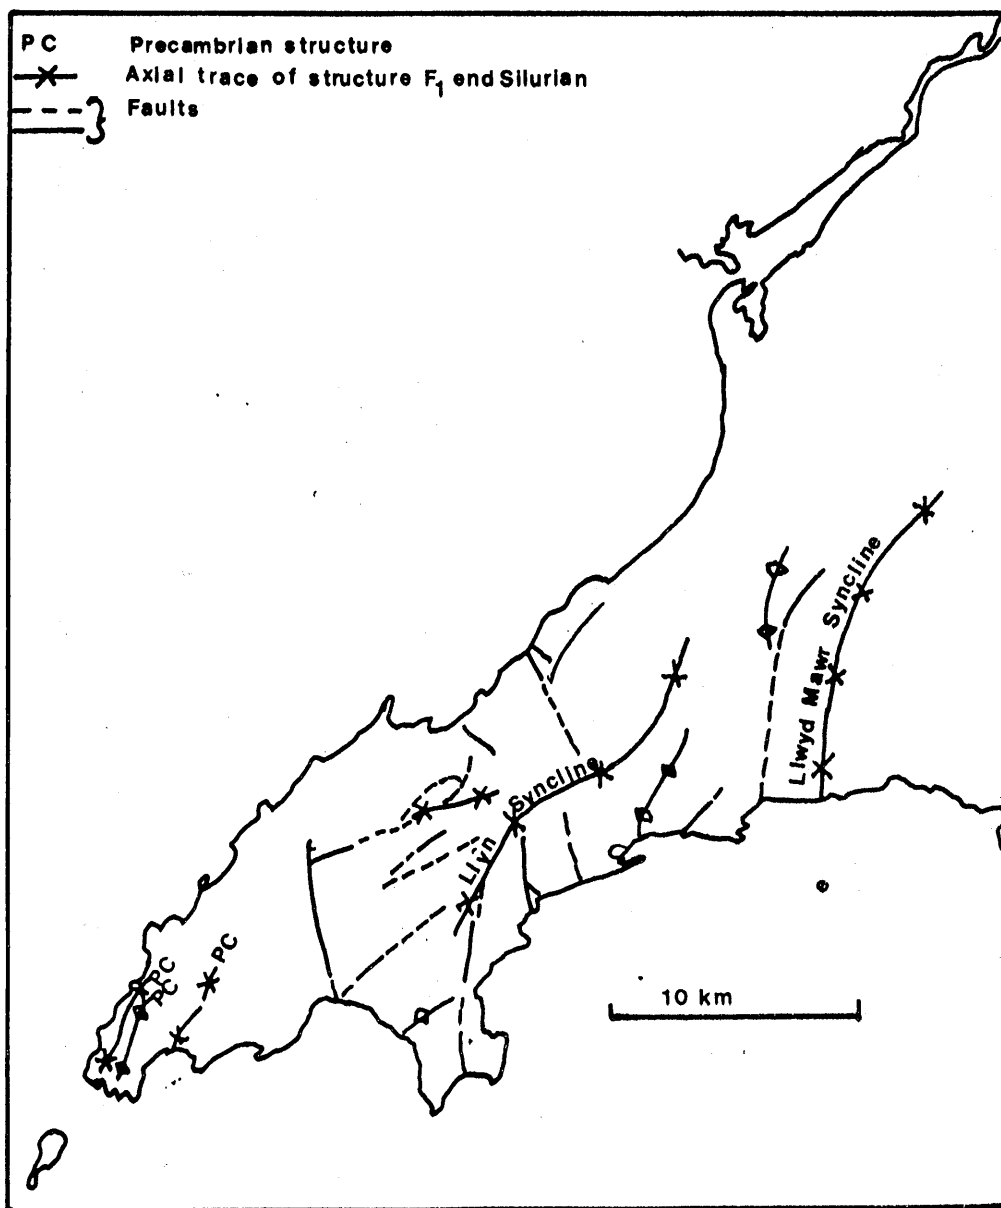 PC Precambrian structure
Axial trace of structure F1 end Silurian
Faults
Llwyd Mawr Syncline
Llyn Syncline
PC
PC
PC
10 km